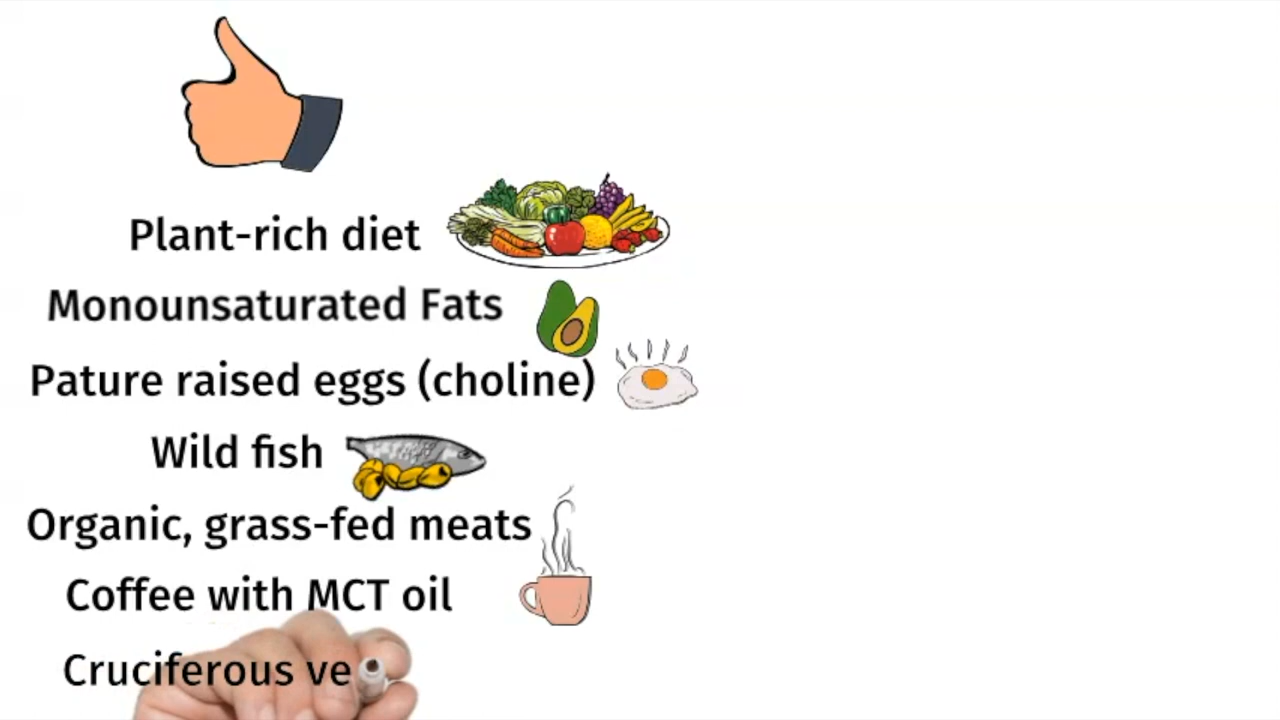 Plant-rich diet
Monounsaturated Fats
Pature raised eggs (choline)
Wild fish
Organic, grass-fed meats
Coffee with MCT oil
Cruciferous ve